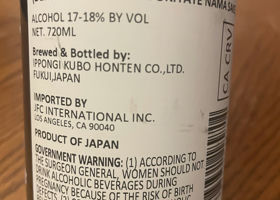 NAMA SAKE
ALCOHOL 17-18% BY VOL
NET. 720ML
Brewed & Bottled by:
IPPONGI KUBO HONTEN CO.,LTD.
FUKUI,JAPAN
IMPORTED BY
JFC INTERNATIONAL INC.
LOS ANGELES, CA 90040
PRODUCT OF JAPAN
GOVERNMENT WARNING: (1) ACCORDING TO
THE SURGEON GENERAL, WOMEN SHOULD NOT
DRINK ALCOHOLIC BEVERAGES DURING
PREGNANCY BECAUSE OF THE RISK OF BIRTH
DEFECTS.
CA CRV